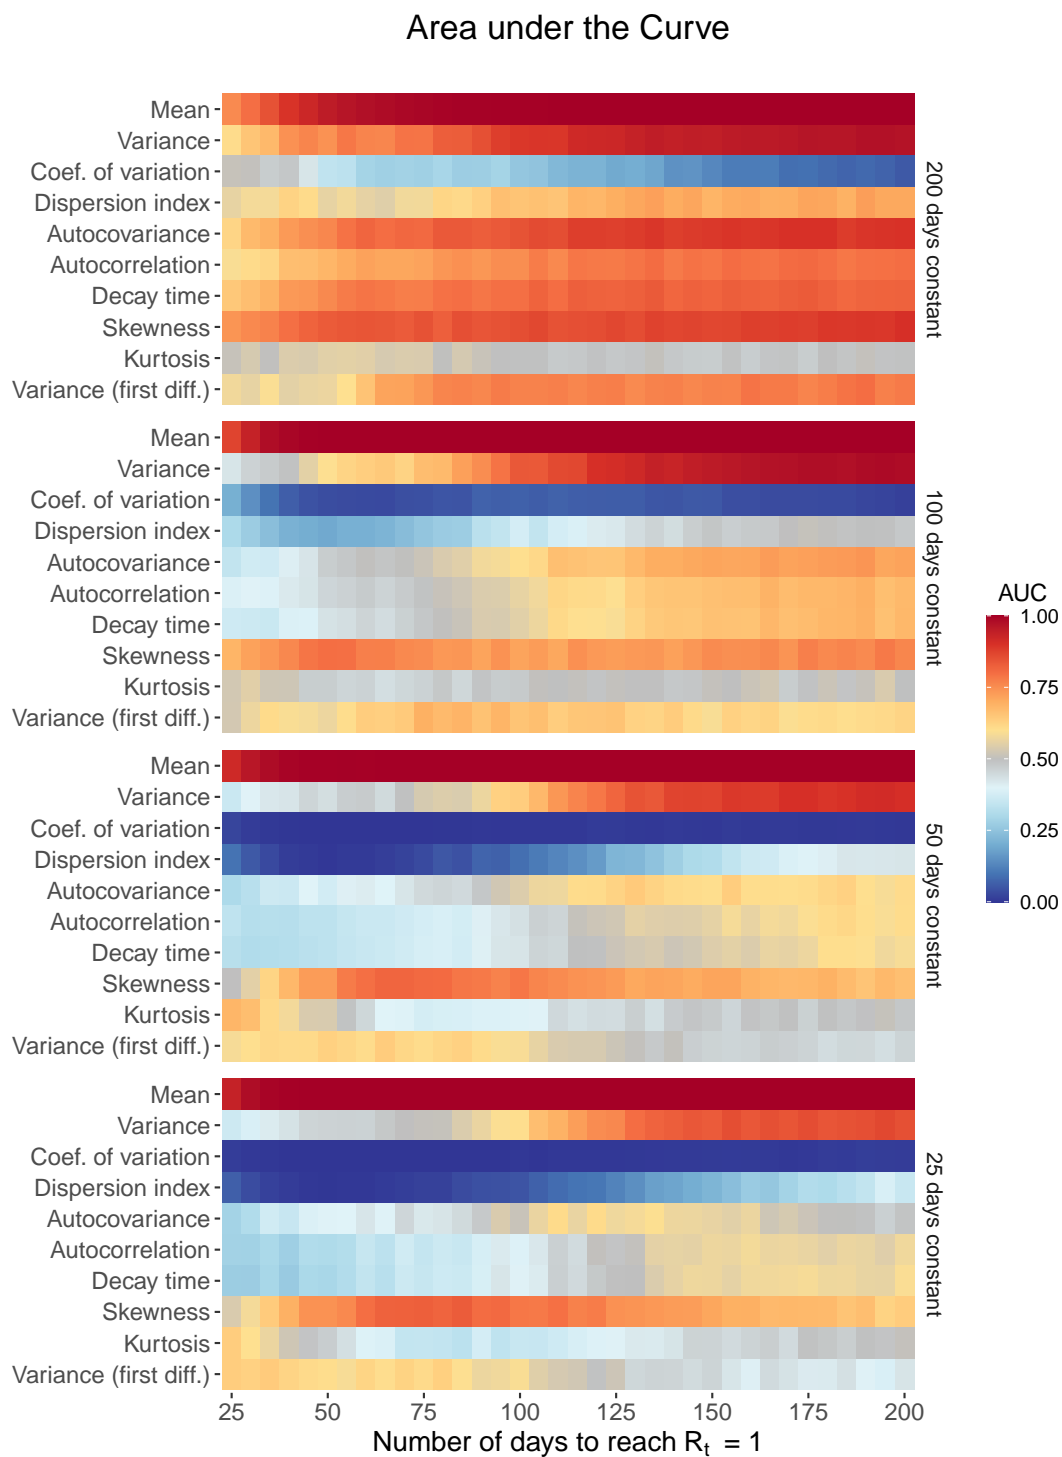 Area under the Curve
Mean
Variance
Coef. of variation
Dispersion index
Autocovariance
Autocorrelation
Decay time
Skewness
Kurtosis
Variance (first diff.)
200 days constant
Mean
Variance
Coef. of variation
Dispersion index
Autocovariance
Autocorrelation
Decay time
Skewness
Kurtosis
Variance (first diff.)
100 days constant
Mean
Variance
Coef. of variation
Dispersion index
Autocovariance
Autocorrelation
Decay time
Skewness
Kurtosis
Variance (first diff.)
50 days constant
Mean
Variance
Coef. of variation
Dispersion index
Autocovariance
Autocorrelation
Decay time
Skewness
Kurtosis
Variance (first diff.)
25 days constant
25 50 75 100 125 150 175 200
Number of days to reach Rt = 1
AUC
1.00
0.75
0.50
0.25
0.00